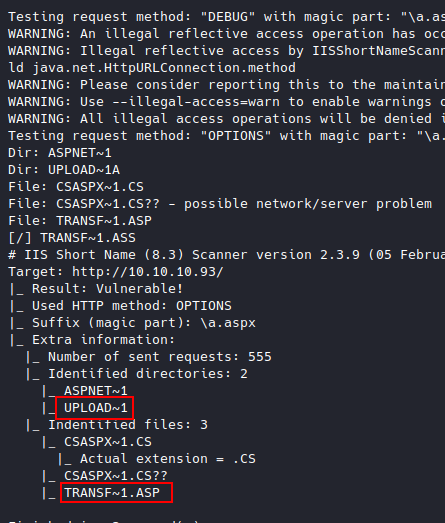 Testing request method: "DEBUG" with magic part: "\a.as
WARNING: An illegal reflective access operation has occ
WARNING: Illegal reflective access by IISShortNameScann
ld java.net.HttpURLConnection.method
WARNING: Please consider reporting this to the maintain
WARNING: Use --illegal-access=warn to enable warnings o
WARNING: All illegal access operations will be denied i
Testing request method: "OPTIONS" with magic part: "\a.
Dir: ASPNET~1
Dir: UPLOAD~1A
File: CSASPX~1.CS
File: CSASPX~1.CS?? - possible network/server problem
File: TRANSF~1.ASP
[/] TRANSF~1.ASS
# IIS Short Name (8.3) Scanner version 2.3.9 (05 Februa
Target: http://10.10.10.93/
|_ Result: Vulnerable!
|_ Used HTTP method: OPTIONS
|_ Suffix (magic part): \a.aspx
|_ Extra information:
|_ Number of sent requests: 555
|_ Identified directories: 2
|_ ASPNET~1
|_ UPLOAD~1
|_ Indentified files: 3
|_ CSASPX~1.CS
|_ Actual extension = .CS
|_ CSASPX~1.CS??
|_ TRANSF~1.ASP